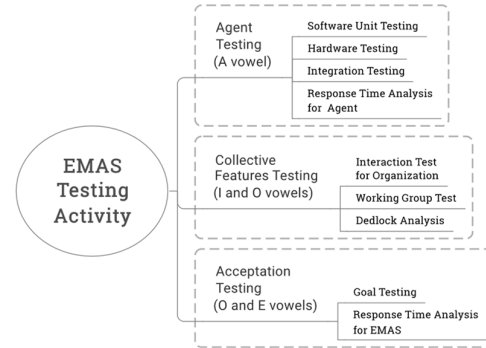 EMAS
Testing
Activity
Agent
Testing
(A vowel)
Software Unit Testing
Hardware Testing
Integration Testing
Response Time Analysis
for Agent
Collective
Features Testing
(I and O vowels)
Interaction Test
for Organization
Working Group Test
Dedlock Analysis
Acceptation
Testing
(O and E vowels)
Goal Testing
Response Time Analysis
for EMAS